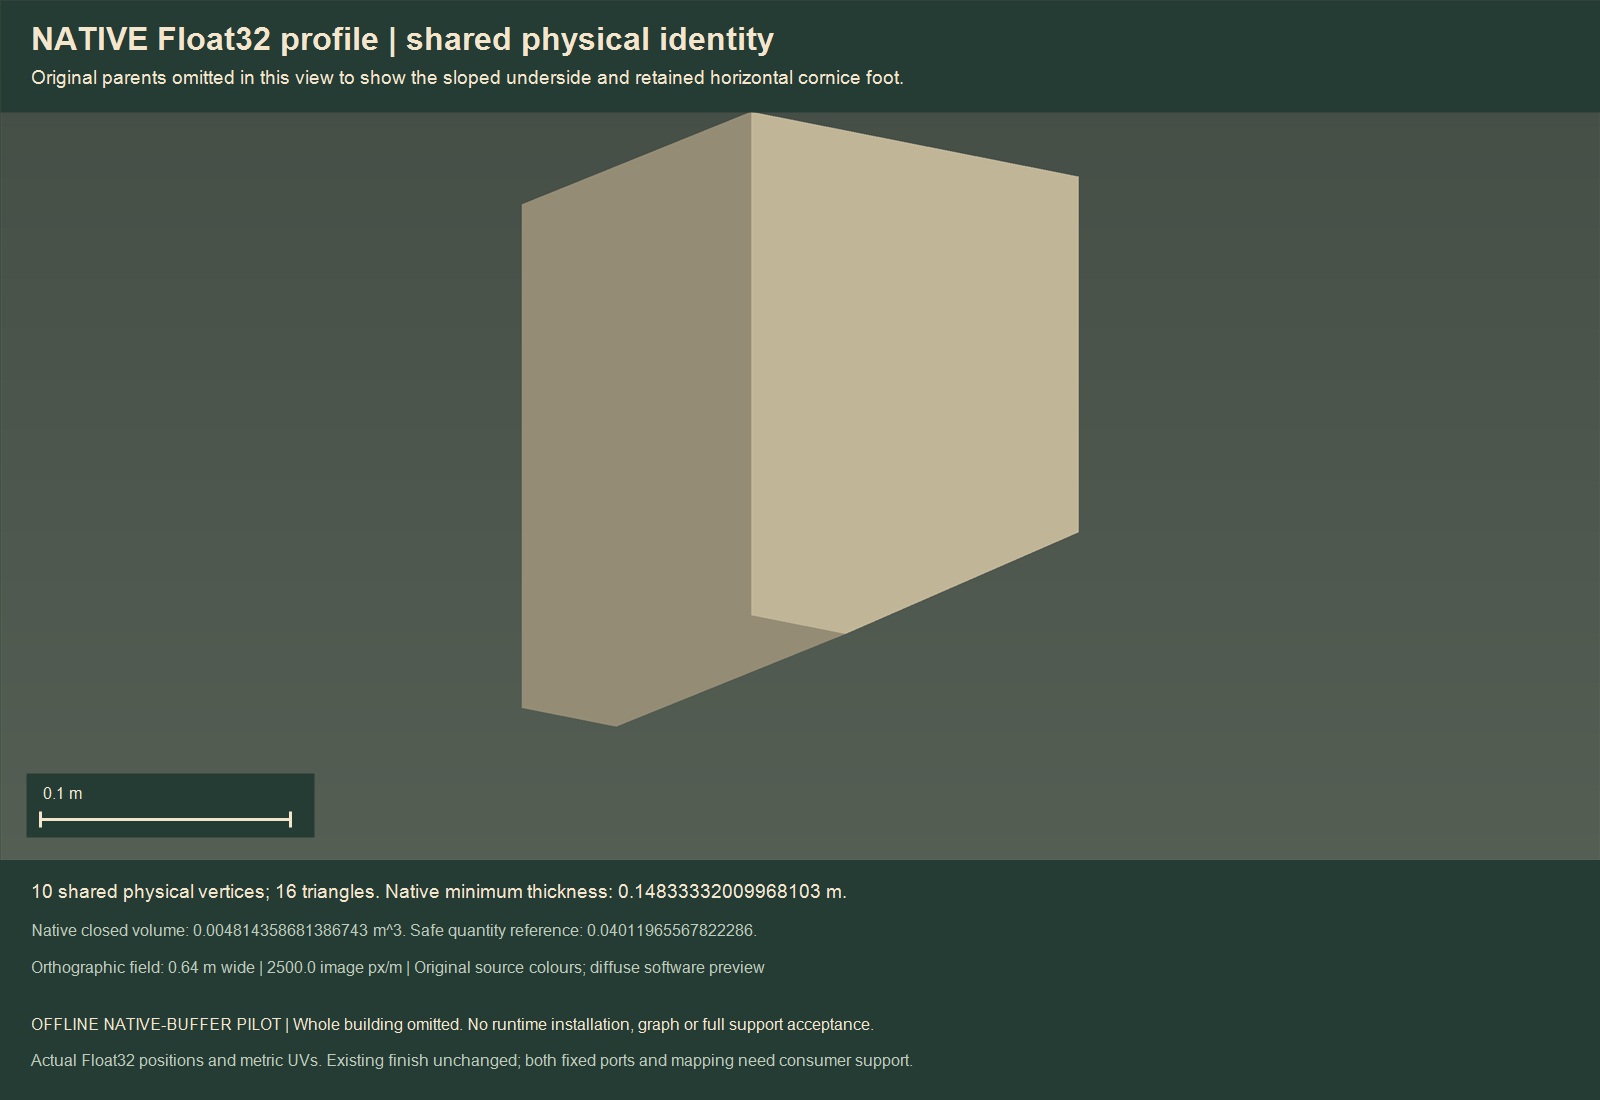 NATIVE Float32 profile | shared physical identity
Original parents omitted in this view to show the sloped underside and retained horizontal cornice foot.
0.1 m
10 shared physical vertices; 16 triangles. Native minimum thickness: 0.14833332009968103 m.
Native closed volume: 0.004814358681386743 m^3. Safe quantity reference: 0.04011965567822286.
Orthographic field: 0.64 m wide | 2500.0 image px/m | Original source colours; diffuse software preview
OFFLINE NATIVE-BUFFER PILOT | Whole building omitted. No runtime installation, graph or full support acceptance.
Actual Float32 positions and metric UVs. Existing finish unchanged; both fixed ports and mapping need consumer support.